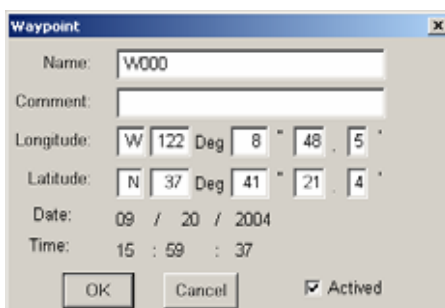 Waypoint
Name: W000
Comment:
Longitude: W 122 Deg 8 " 48 . 5 '
Latitude: N 37 Deg 41 " 21 . 4 '
Date: 09 / 20 / 2004
Time: 15 : 59 : 37
OK Cancel Actived